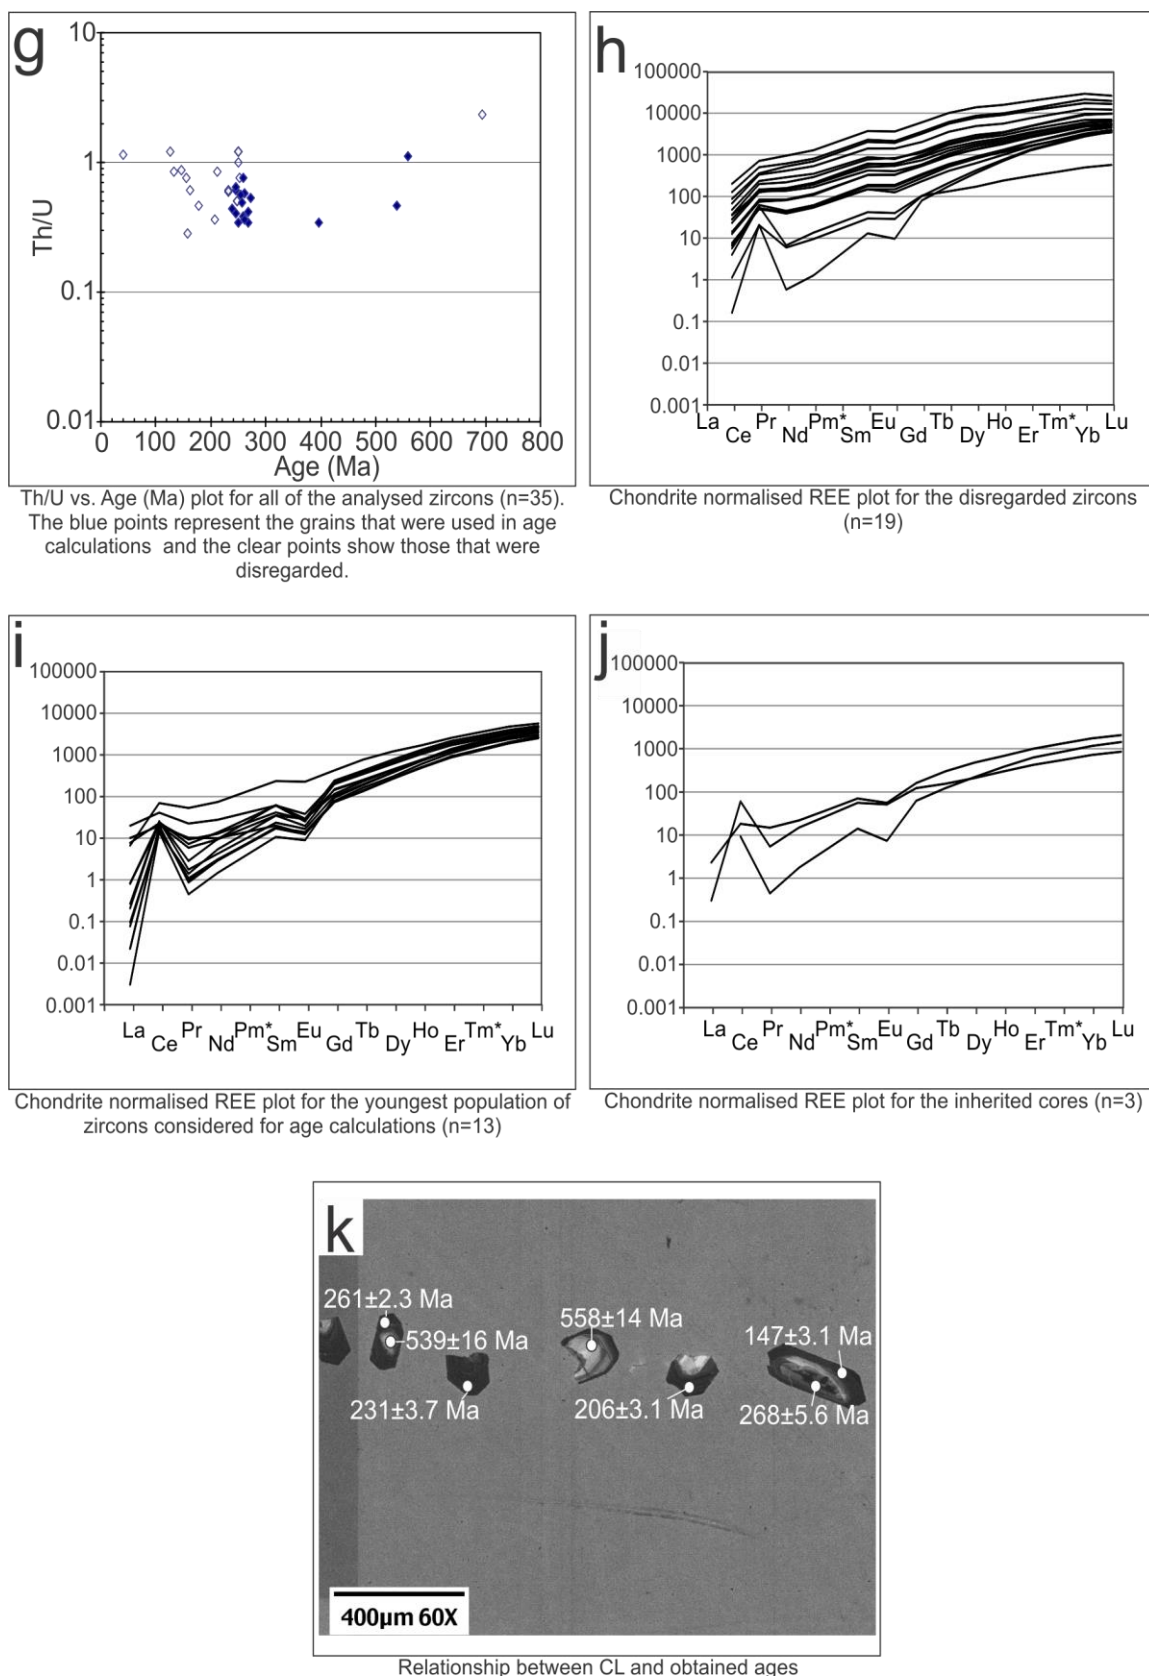 g
10
1
0.1
0.01
Th/U
0 100 200 300 400 500 600 700 800
Age (Ma)
Th/U vs. Age (Ma) plot for all of the analysed zircons (n=35).
The blue points represent the grains that were used in age
calculations and the clear points show those that were
disregarded.
h
100000
10000
1000
100
10
1
0.1
0.01
0.001
La Ce Pr Nd Pm* Sm Eu Gd Tb Dy Ho Er Tm* Yb Lu
Chondrite normalised REE plot for the disregarded zircons
(n=19)
i
100000
10000
1000
100
10
1
0.1
0.01
0.001
La Ce Pr Nd Pm* Sm Eu Gd Tb Dy Ho Er Tm* Yb Lu
Chondrite normalised REE plot for the youngest population of
zircons considered for age calculations (n=13)
j
100000
10000
1000
100
10
1
0.1
0.01
0.001
La Ce Pr Nd Pm* Sm Eu Gd Tb Dy Ho Er Tm* Yb Lu
Chondrite normalised REE plot for the inherited cores (n=3)
k
261±2.3 Ma
539±16 Ma
231±3.7 Ma
558±14 Ma
206±3.1 Ma
147±3.1 Ma
268±5.6 Ma
400µm 60X
Relationship between CL and obtained ages